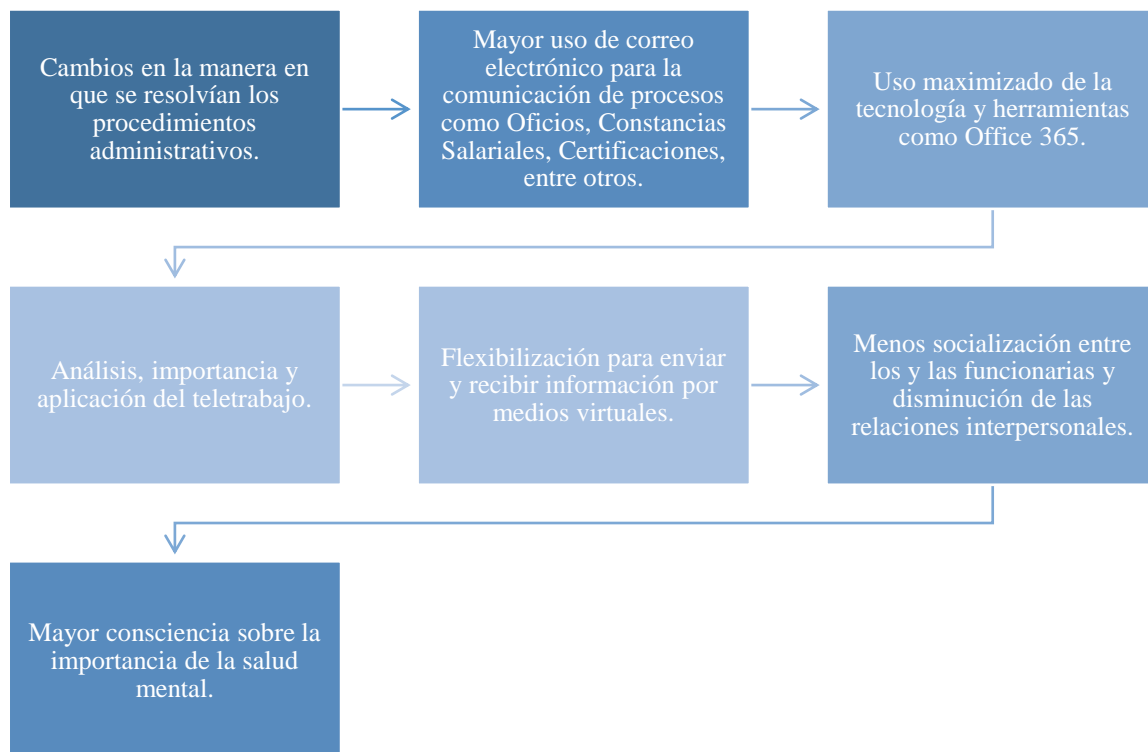 Cambios en la manera en
que se resolvían los
procedimientos
administrativos.
Mayor uso de correo
electrónico para la
comunicación de procesos
como Oficios, Constancias
Salariales, Certificaciones,
entre otros.
Uso maximizado de la
tecnología y herramientas
como Office 365.
Análisis, importancia y
aplicación del teletrabajo.
Flexibilización para enviar
y recibir información por
medios virtuales.
Menos socialización entre
los y las funcionarias y
disminución de las
relaciones interpersonales.
Mayor consciencia sobre la
importancia de la salud
mental.